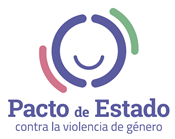 Pacto de Estado
contra la violencia de género